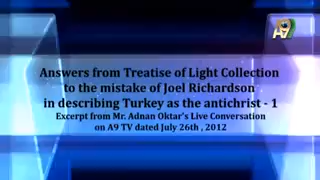 A9
Answers from Treatise of Light Collection
to the mistake of Joel Richardson
in describing Turkey as the antichrist - 1
Excerpt from Mr. Adnan Oktar's Live Conversation
on A9 TV dated July 26th , 2012